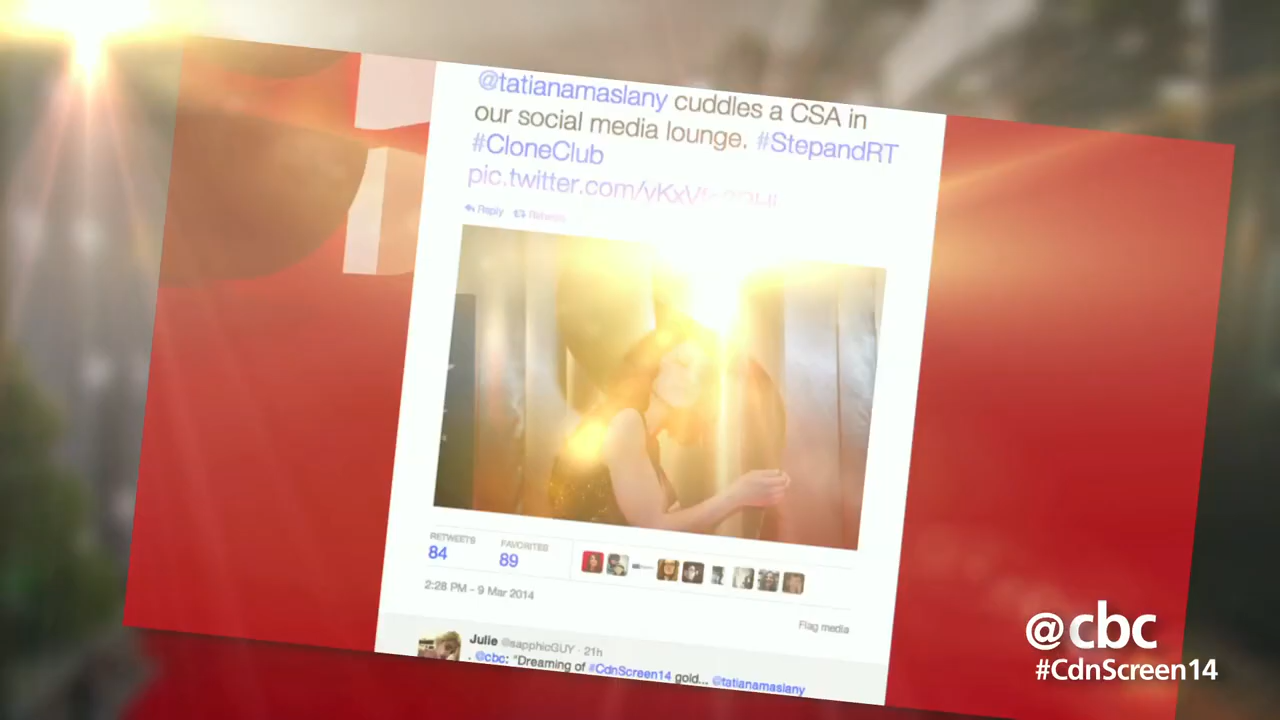 @tatianamaslany cuddles a CSA in
our social media lounge. #StepandRT
#CloneClub
Reply Retweet
RETWEETS
84
FAVORITES
89
2:28 PM - 9 Mar 2014
Flag media
Julie @sapphicGUY · 21h
. @cbc: "Dreaming of #CdnScreen14 gold... @tatianamaslany
@cbc
#CdnScreen14